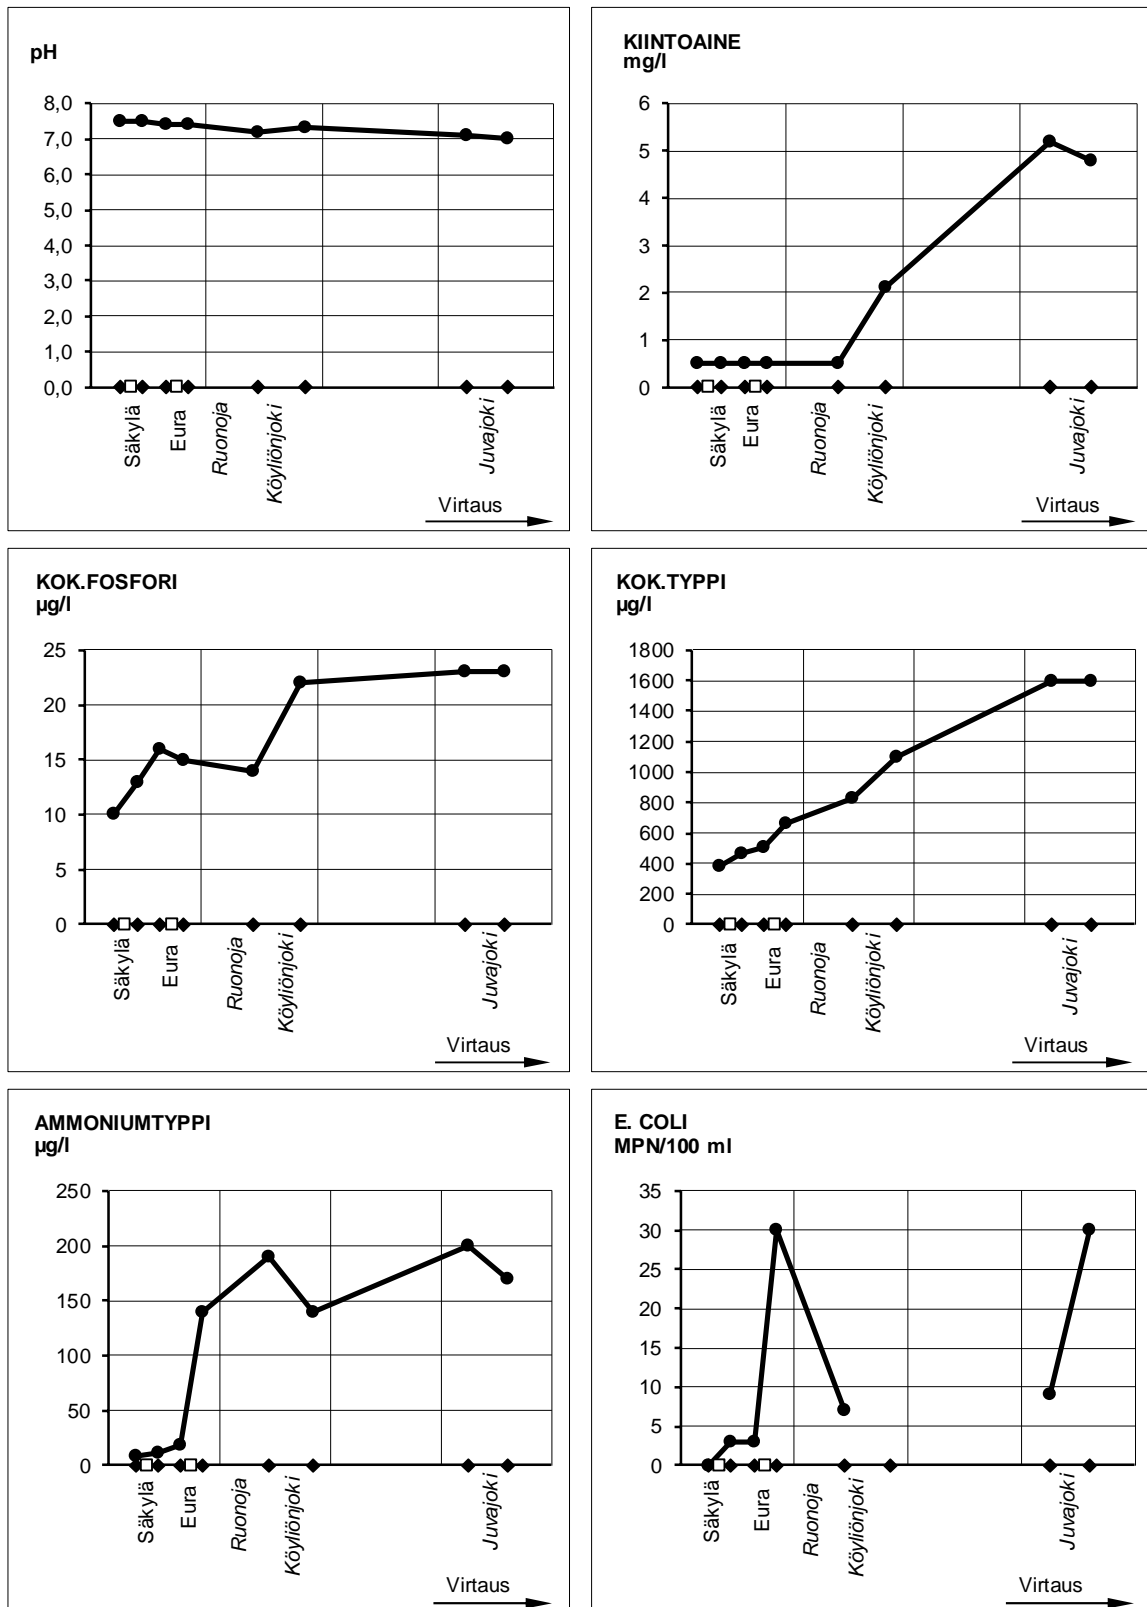 pH
8,0
7,0
6,0
5,0
4,0
3,0
2,0
1,0
0,0
Säkylä
Eura
Ruonoja
Köyliönjoki
Virtaus
KIINTOAINE
mg/l
6
5
4
3
2
1
0
Säkylä
Eura
Ruonoja
Köyliönjoki
Juvajoki
Virtaus
KOK.FOSFORI
µg/l
25
20
15
10
5
0
Säkylä
Eura
Ruonoja
Köyliönjoki
Juvajoki
Virtaus
KOK.TYPPI
µg/l
1800
1600
1400
1200
1000
800
600
400
200
0
Säkylä
Eura
Ruonoja
Köyliönjoki
Juvajoki
Virtaus
AMMONIUMTYPPI
µg/l
250
200
150
100
50
0
Säkylä
Eura
Ruonoja
Köyliönjoki
Juvajoki
Virtaus
E. COLI
MPN/100 ml
35
30
25
20
15
10
5
0
Säkylä
Eura
Ruonoja
Köyliönjoki
Juvajoki
Virtaus